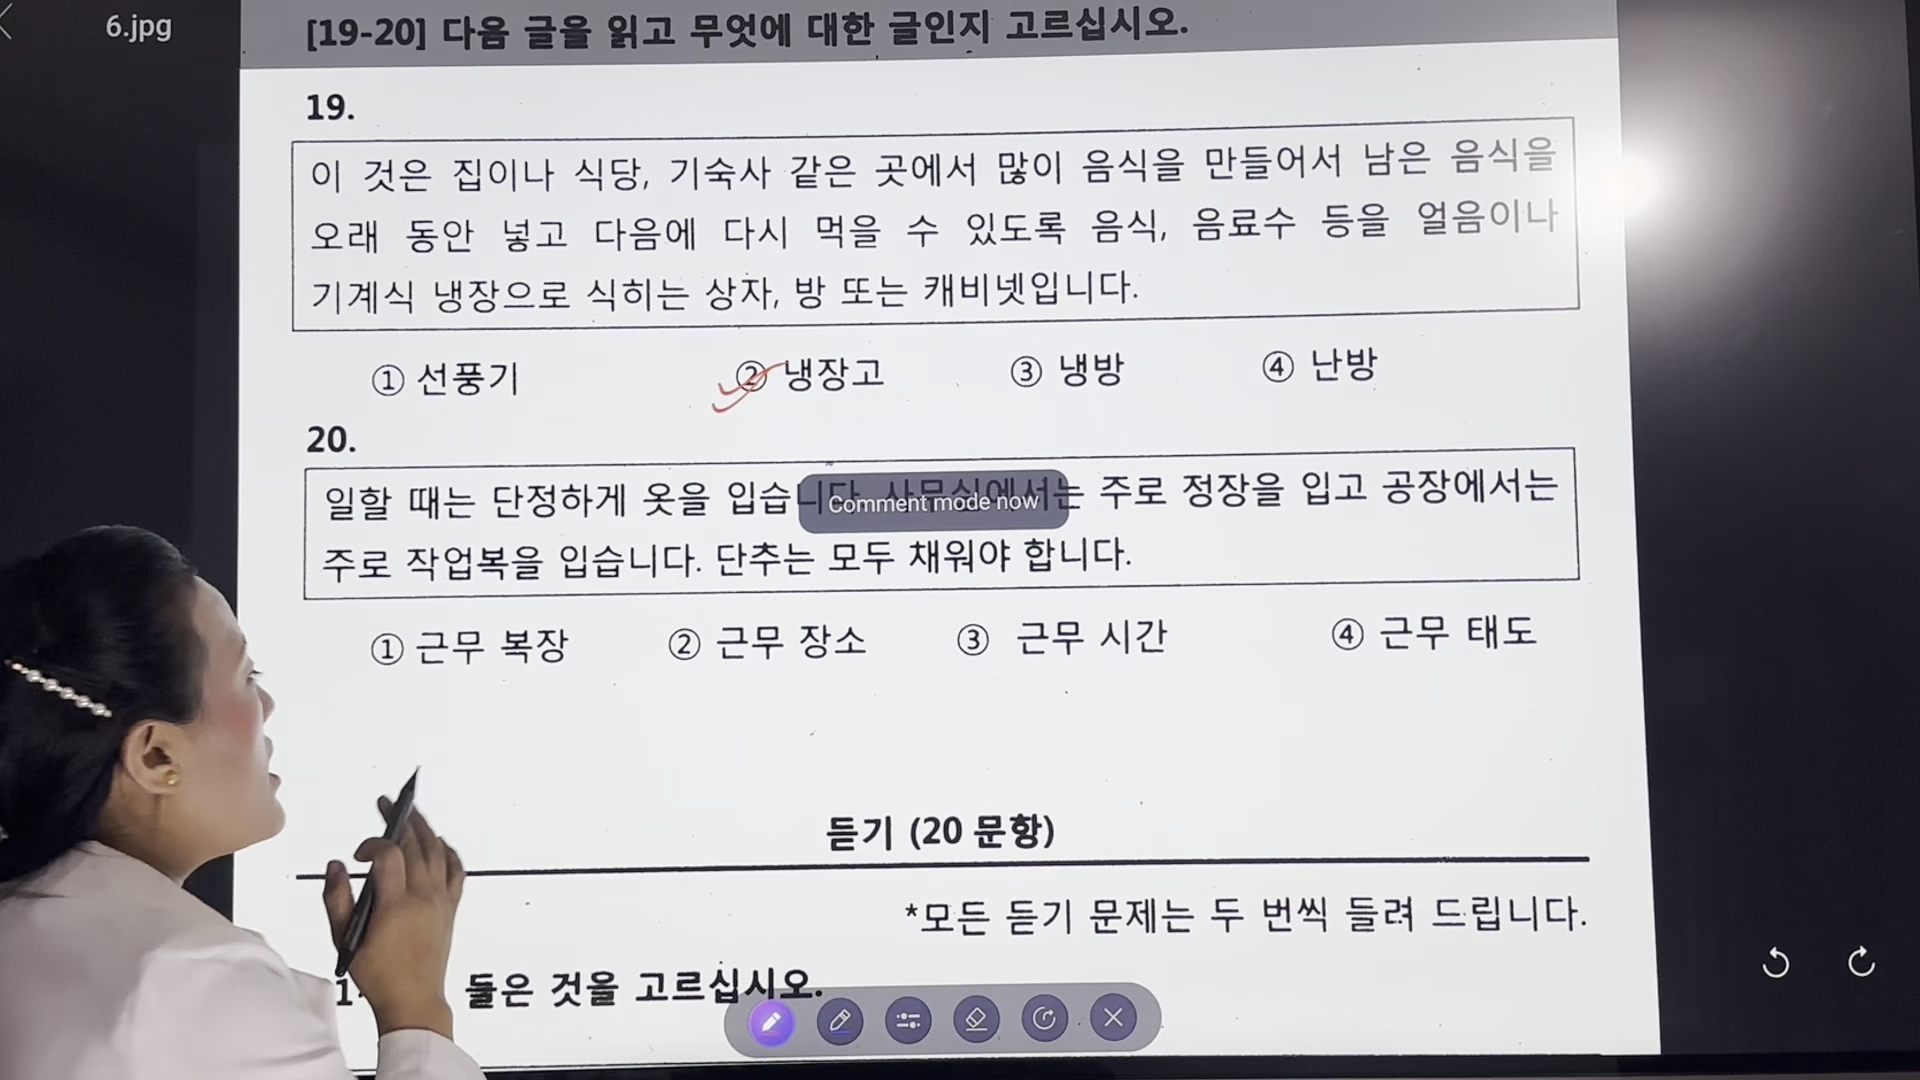 6.jpg
[19-20] 다음 글을 읽고 무엇에 대한 글인지 고르십시오.
19.
이 것은 집이나 식당, 기숙사 같은 곳에서 많이 음식을 만들어서 남은 음식을
오래 동안 넣고 다음에 다시 먹을 수 있도록 음식, 음료수 등을 얼음이나
기계식 냉장으로 식히는 상자, 방 또는 캐비넷입니다.
① 선풍기 ② 냉장고 ③ 냉방 ④ 난방
20.
일할 때는 단정하게 옷을 입습니다. 사무실에서는 주로 정장을 입고 공장에서는
Comment mode now
주로 작업복을 입습니다. 단추는 모두 채워야 합니다.
① 근무 복장 ② 근무 장소 ③ 근무 시간 ④ 근무 태도
듣기 (20 문항)
*모든 듣기 문제는 두 번씩 들려 드립니다.
들은 것을 고르십시오.